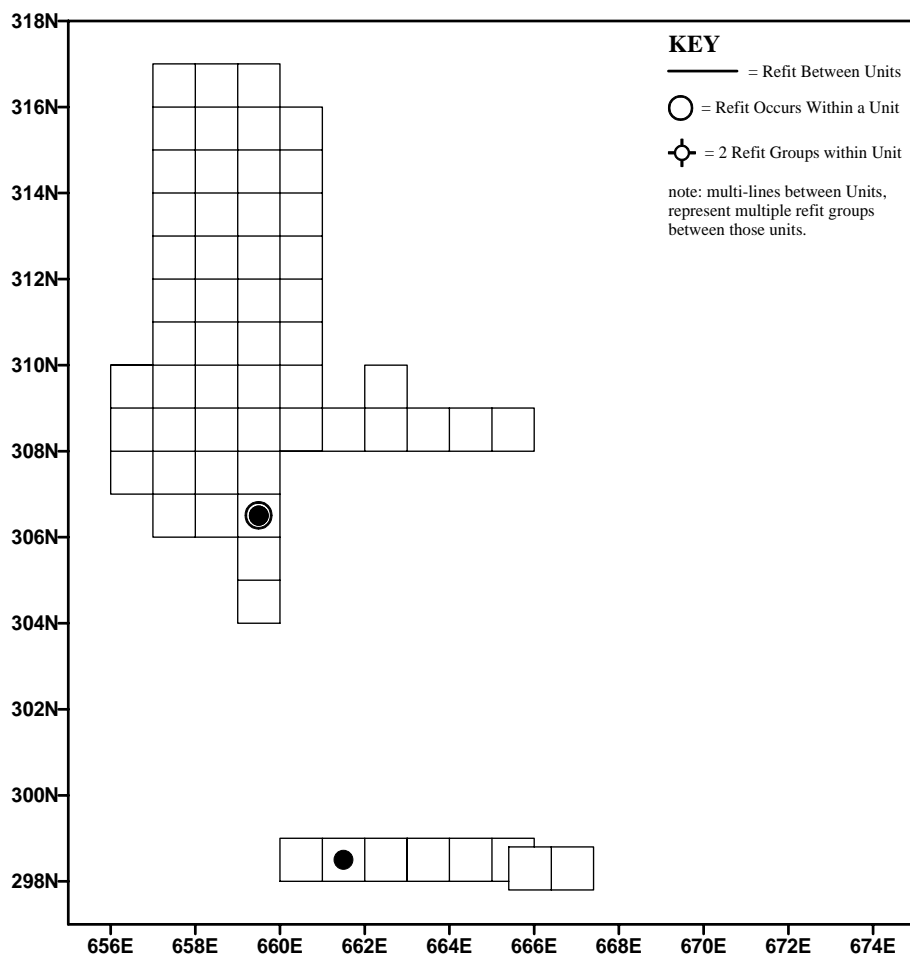 318N
316N
314N
312N
310N
308N
306N
304N
302N
300N
298N
KEY
= Refit Between Units
= Refit Occurs Within a Unit
= 2 Refit Groups within Unit
note: multi-lines between Units,
represent multiple refit groups
between those units.
656E 658E 660E 662E 664E 666E 668E 670E 672E 674E